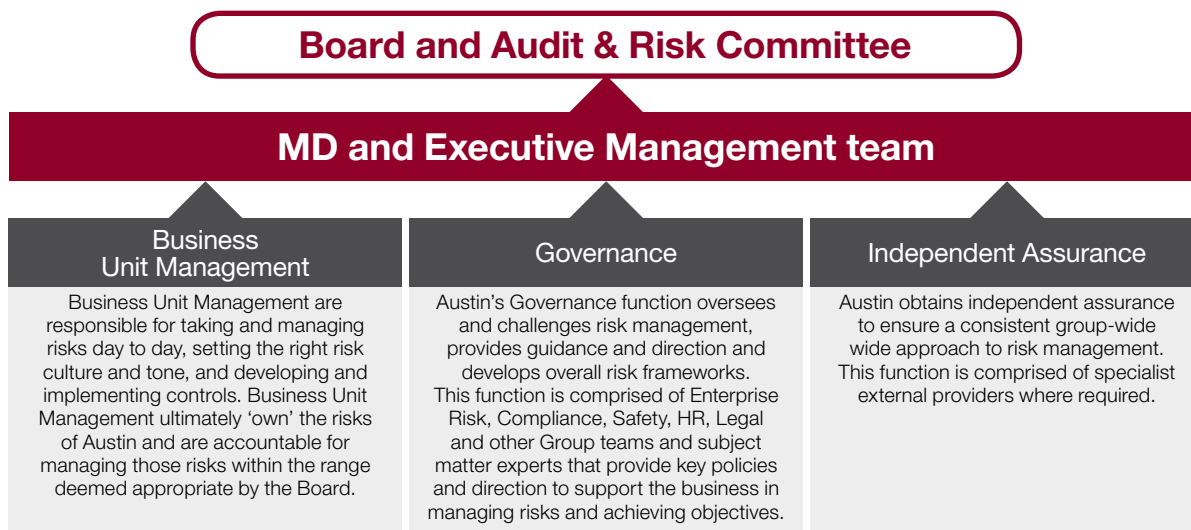 Board and Audit & Risk Committee
MD and Executive Management team
Business
Unit Management
Business Unit Management are
responsible for taking and managing
risks day to day, setting the right risk
culture and tone, and developing and
implementing controls. Business Unit
Management ultimately ‘own’ the risks
of Austin and are accountable for
managing those risks within the range
deemed appropriate by the Board.
Governance
Austin’s Governance function oversees
and challenges risk management,
provides guidance and direction and
develops overall risk frameworks.
This function is comprised of Enterprise
Risk, Compliance, Safety, HR, Legal
and other Group teams and subject
matter experts that provide key policies
and direction to support the business in
managing risks and achieving objectives.
Independent Assurance
Austin obtains independent assurance
to ensure a consistent group-wide
wide approach to risk management.
This function is comprised of specialist
external providers where required.